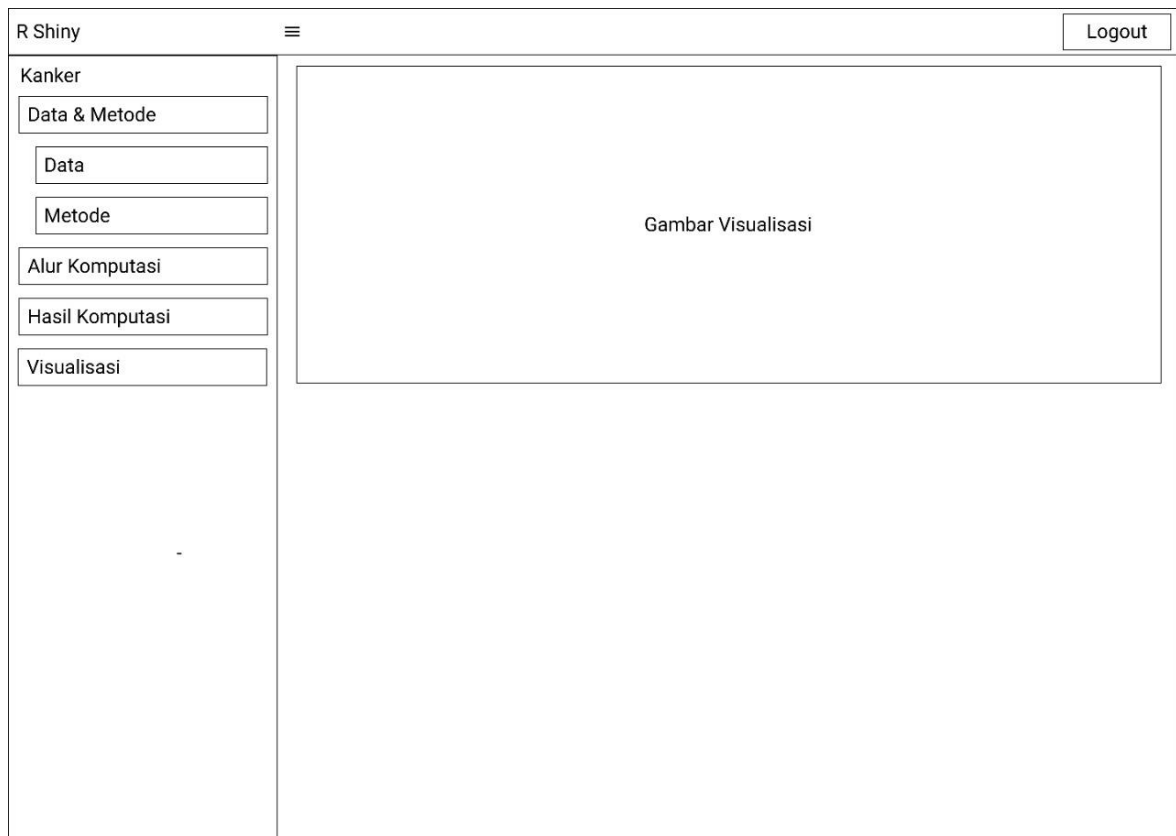 R Shiny ≡ Logout
Kanker
Data & Metode
Data
Metode
Alur Komputasi
Hasil Komputasi
Visualisasi
-
Gambar Visualisasi